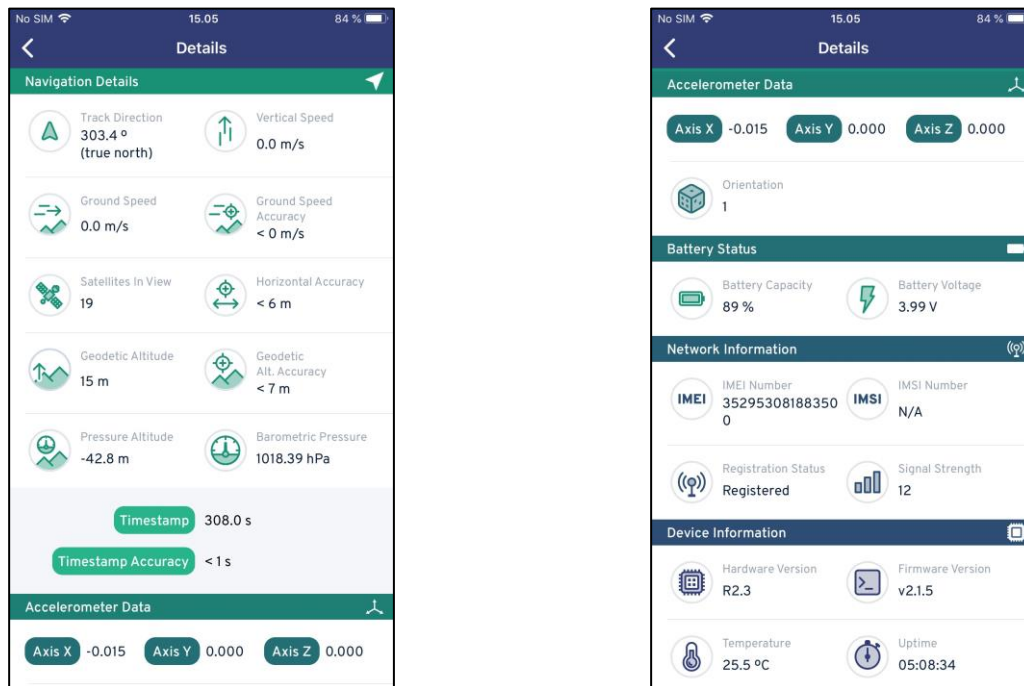 No SIM 15.05 84 %
Details
Navigation Details
Track Direction
303.4 º
(true north)
Vertical Speed
0.0 m/s
Ground Speed
0.0 m/s
Ground Speed
Accuracy
< 0 m/s
Satellites In View
19
Horizontal Accuracy
< 6 m
Geodetic Altitude
15 m
Geodetic
Alt. Accuracy
< 7 m
Pressure Altitude
-42.8 m
Barometric Pressure
1018.39 hPa
Timestamp 308.0 s
Timestamp Accuracy < 1 s
Accelerometer Data
Axis X -0.015 Axis Y 0.000 Axis Z 0.000
No SIM 15.05 84 %
Details
Accelerometer Data
Axis X -0.015 Axis Y 0.000 Axis Z 0.000
Orientation
1
Battery Status
Battery Capacity
89 %
Battery Voltage
3.99 V
Network Information
IMEI
IMEI Number
35295308188350
0
IMSI
IMSI Number
N/A
Registration Status
Registered
Signal Strength
12
Device Information
Hardware Version
R2.3
Firmware Version
v2.1.5
Temperature
25.5 ºC
Uptime
05:08:34